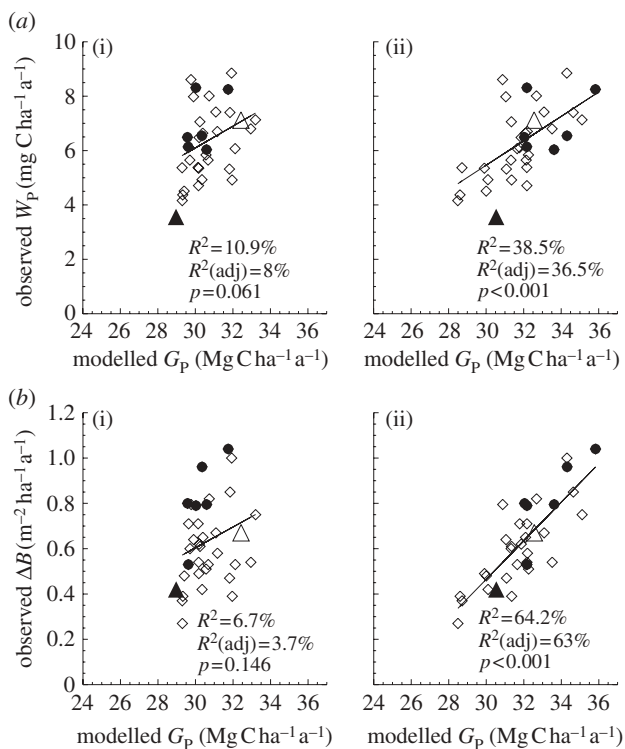 (a)
(i)
(ii)
10
8
6
4
2
0
observed WP (mg C ha–1 a–1)
R2=10.9%
R2(adj)=8%
p=0.061
R2=38.5%
R2(adj)=36.5%
p<0.001
24 26 28 30 32 34 36
24 26 28 30 32 34 36
modelled GP (Mg C ha–1 a–1)
modelled GP (Mg C ha–1 a–1)
(b)
(i)
(ii)
1.2
1.0
0.8
0.6
0.4
0.2
0
observed ΔB (m–2 ha–1 a–1)
R2=6.7%
R2(adj)=3.7%
p=0.146
R2=64.2%
R2(adj)=63%
p<0.001
24 26 28 30 32 34 36
24 26 28 30 32 34 36
modelled GP (Mg C ha–1 a–1)
modelled GP (Mg C ha–1 a–1)